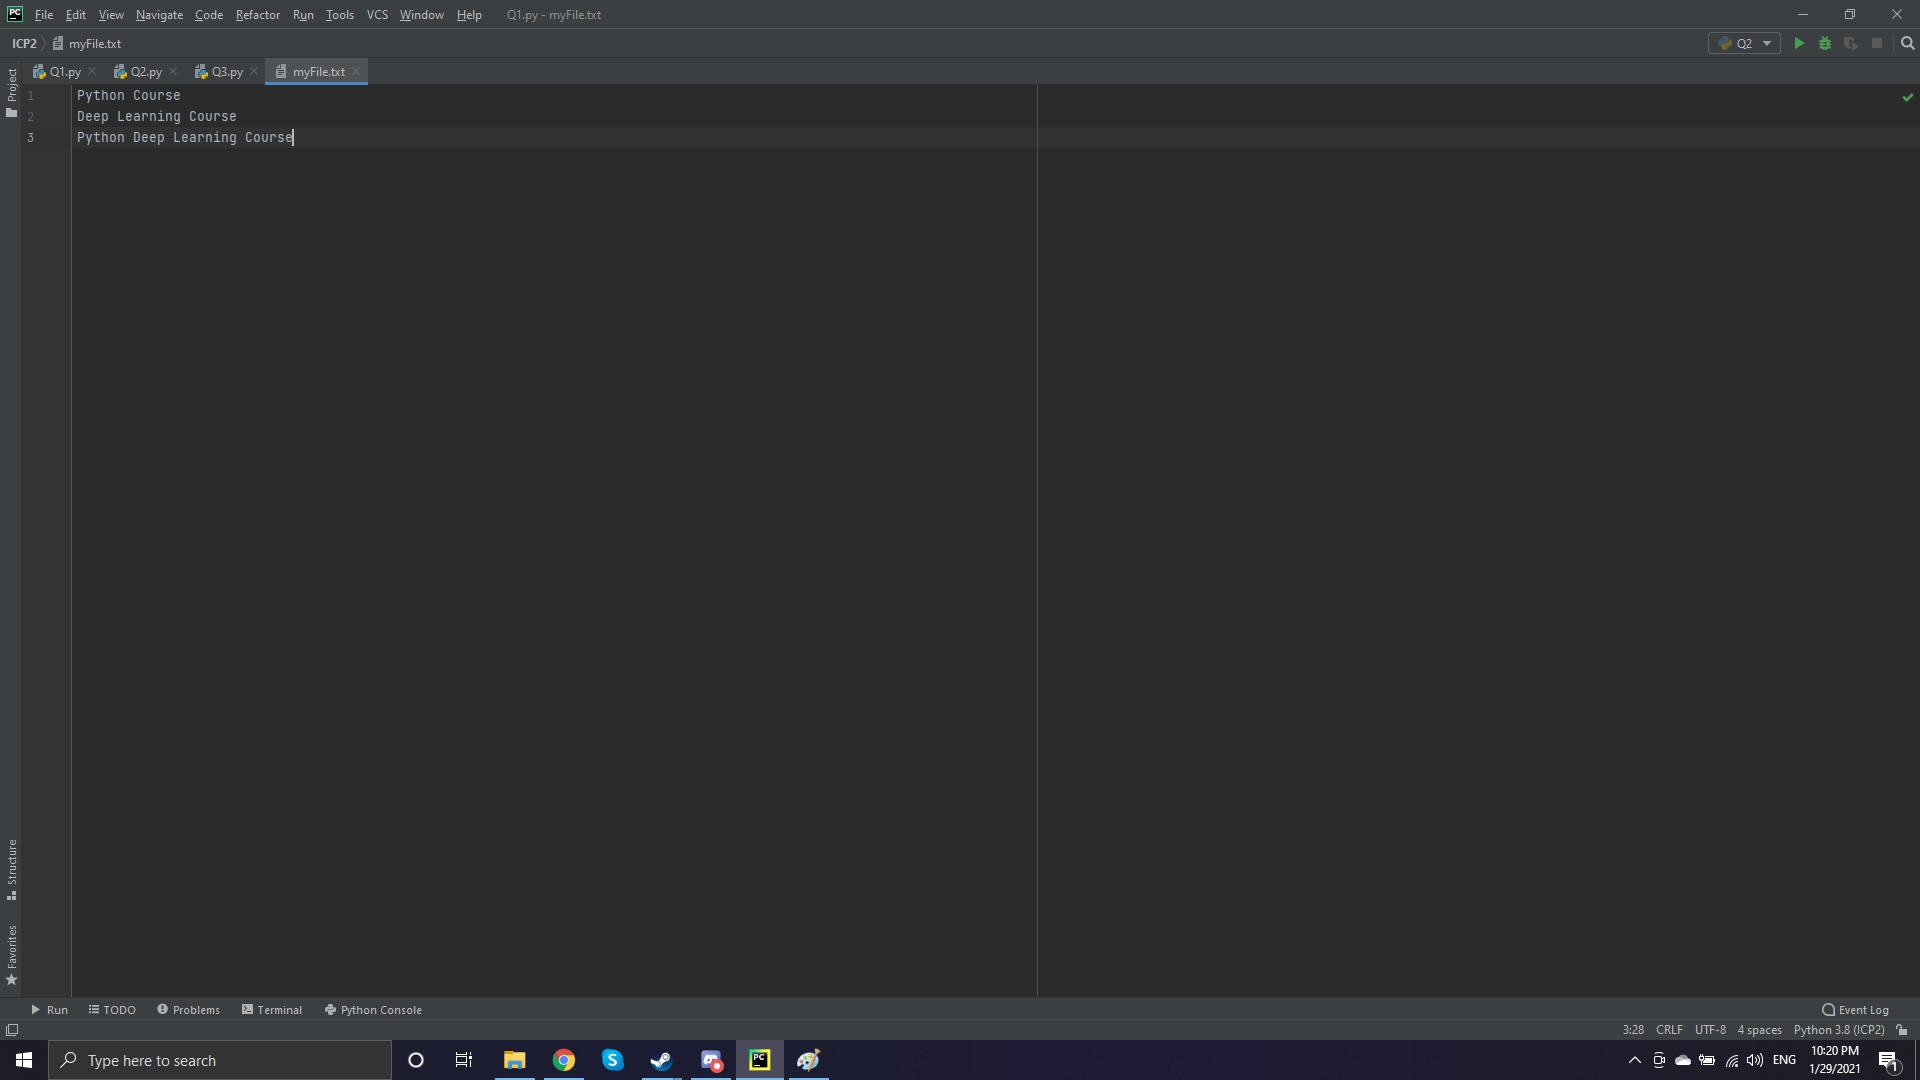 PC File Edit View Navigate Code Refactor Run Tools VCS Window Help Q1.py - myFile.txt
ICP2 myFile.txt Q2
Q1.py Q2.py Q3.py myFile.txt
Project
1 Python Course
2 Deep Learning Course
3 Python Deep Learning Course
Structure
Favorites
Run TODO Problems Terminal Python Console Event Log
3:28 CRLF UTF-8 4 spaces Python 3.8 (ICP2)
Type here to search PC ENG 10:20 PM
1/29/2021 1